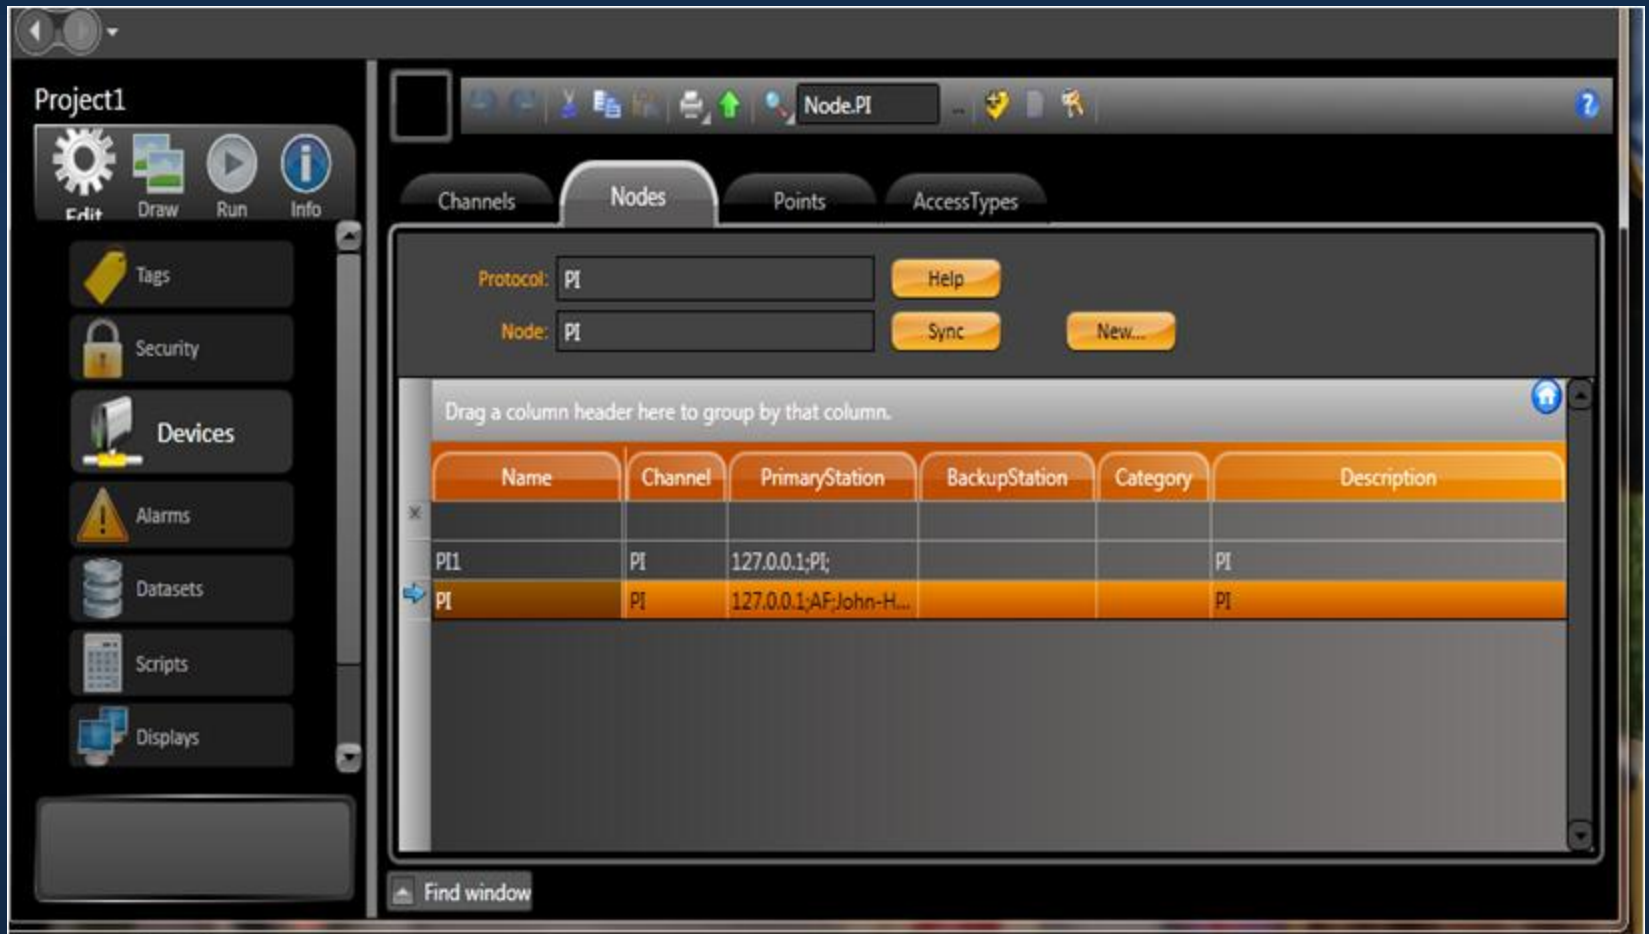 Project1
Edit Draw Run Info
Tags
Security
Devices
Alarms
Datasets
Scripts
Displays
Node.PI ...
?
Channels Nodes Points AccessTypes
Protocol: PI Help
Node: PI Sync New...
Drag a column header here to group by that column.
Name Channel PrimaryStation BackupStation Category Description
PI1 PI 127.0.0.1;PI; PI
PI PI 127.0.0.1;AF;John-H... PI
Find window